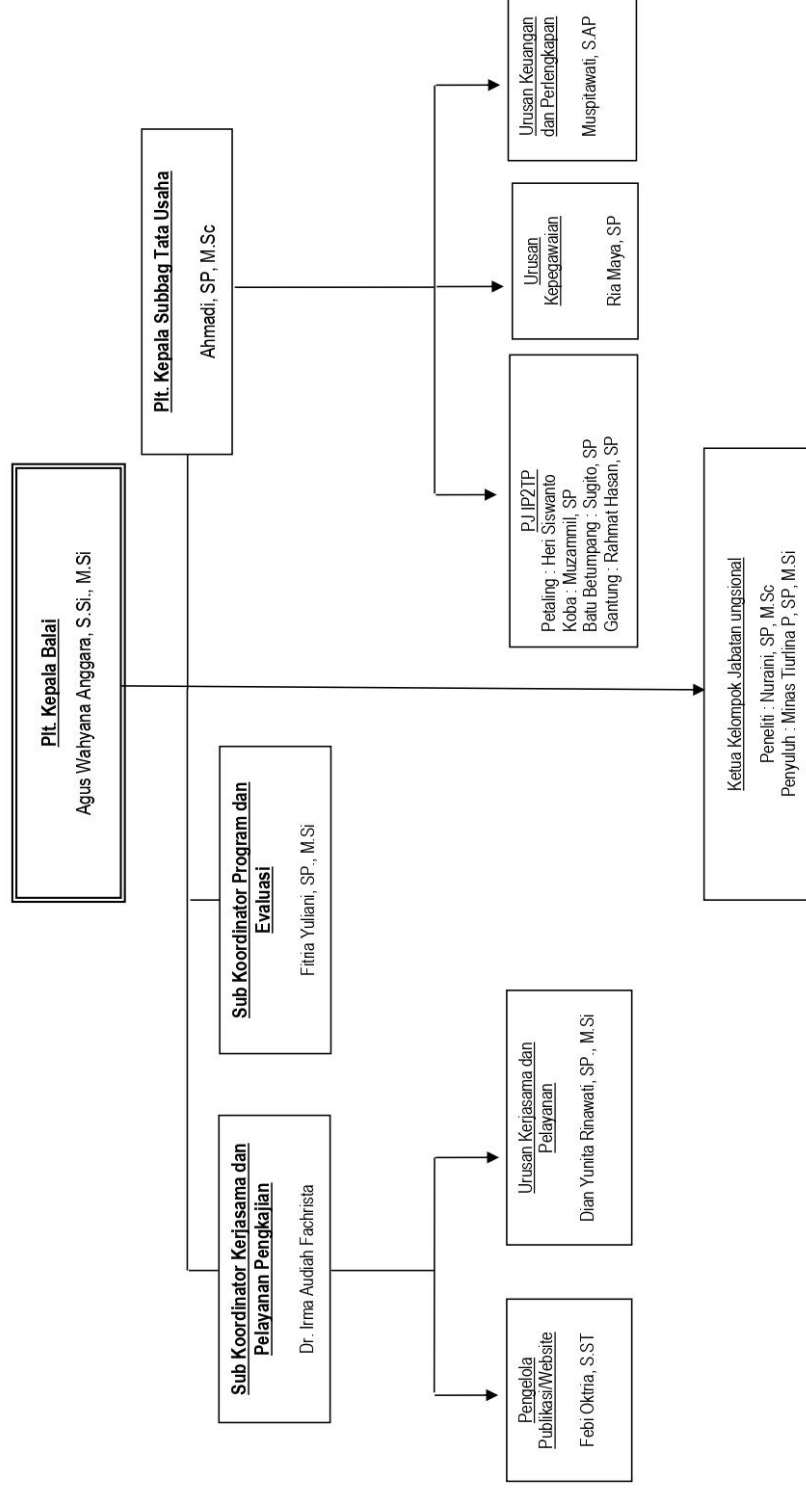 Plt. Kepala Balai
Agus Wahyana Anggara, S.Si., M.Si
Plt. Kepala Subbag Tata Usaha
Ahmadi, SP, M.Sc
Sub Koordinator Kerjasama dan
Pelayanan Pengkajian
Dr. Irma Audiah Fachrista
Sub Koordinator Program dan
Evaluasi
Fitria Yuliani, SP., M.Si
Pengelola
Publikasi/Website
Febi Oktria, S.ST
Urusan Kerjasama dan
Pelayanan
Dian Yunita Rinawati, SP., M.Si
PJ IP2TP
Petaling : Heri Siswanto
Koba : Muzammil, SP
Batu Betumpang : Sugito, SP
Gantung : Rahmat Hasan, SP
Urusan
Kepegawaian
Ria Maya, SP
Urusan Keuangan
dan Perlengkapan
Muspitawati, S.AP
Ketua Kelompok Jabatan ungsional
Peneliti : Nuraini, SP, M.Sc
Penyuluh : Minas Tiurlina P, SP, M.Si